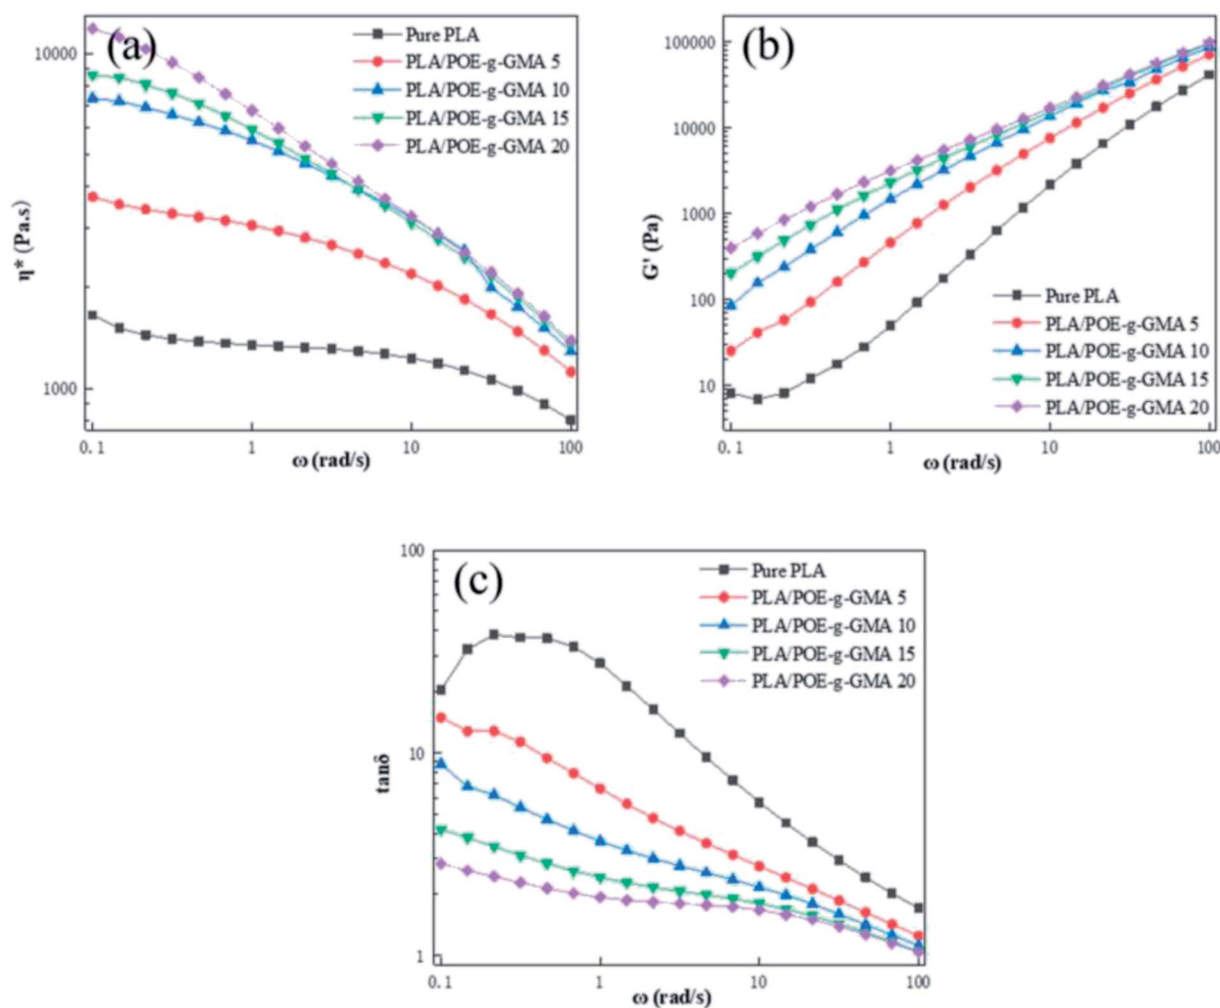 (a)
Pure PLA
PLA/POE-g-GMA 5
PLA/POE-g-GMA 10
PLA/POE-g-GMA 15
PLA/POE-g-GMA 20
10000
1000
η* (Pa.s)
0.1 1 10 100
ω (rad/s)
(b)
100000
10000
1000
100
10
G' (Pa)
Pure PLA
PLA/POE-g-GMA 5
PLA/POE-g-GMA 10
PLA/POE-g-GMA 15
PLA/POE-g-GMA 20
0.1 1 10 100
ω (rad/s)
(c)
100
10
1
tanδ
Pure PLA
PLA/POE-g-GMA 5
PLA/POE-g-GMA 10
PLA/POE-g-GMA 15
PLA/POE-g-GMA 20
0.1 1 10 100
ω (rad/s)